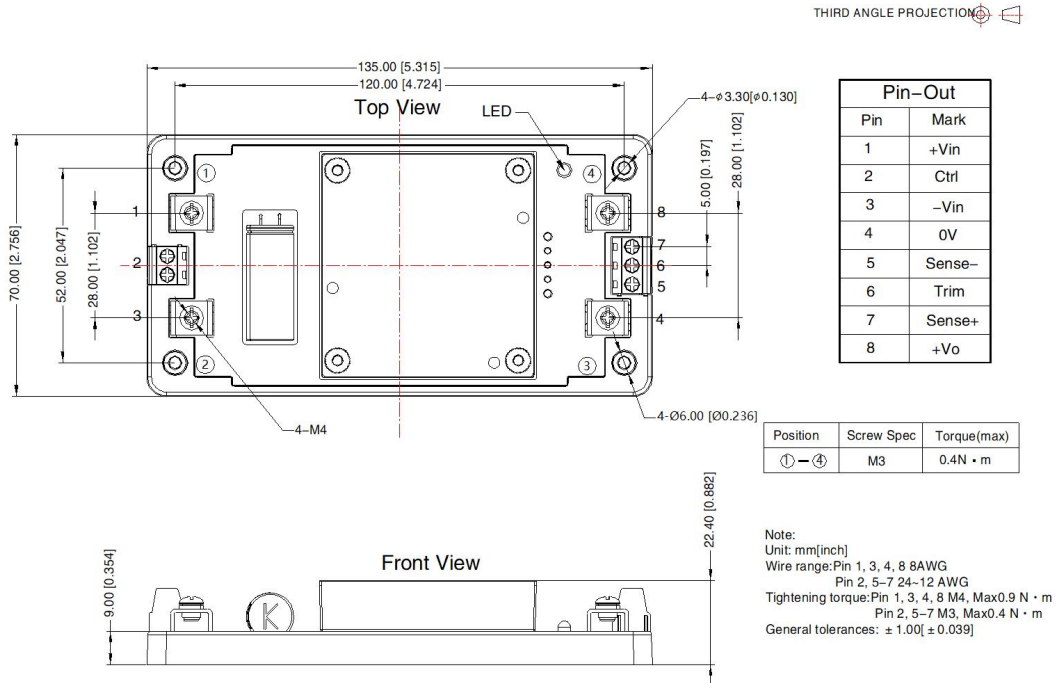 THIRD ANGLE PROJECTION
135.00 [5.315]
120.00 [4.724]
Top View
LED
4-φ3.30[φ0.130]
5.00 [0.197]
28.00 [1.102]
70.00 [2.756]
52.00 [2.047]
28.00 [1.102]
① ④
1 8
7
2 6
5
3 4
② ③
4-M4
4-Ø6.00 [Ø0.236]
Pin-Out
Pin Mark
1 +Vin
2 Ctrl
3 -Vin
4 0V
5 Sense-
6 Trim
7 Sense+
8 +Vo
Position Screw Spec Torque(max)
①-④ M3 0.4N・m
Front View
9.00 [0.354]
K
22.40 [0.882]
Note:
Unit: mm[inch]
Wire range:Pin 1, 3, 4, 8 8AWG
Pin 2, 5-7 24~12 AWG
Tightening torque:Pin 1, 3, 4, 8 M4, Max0.9 N・m
Pin 2, 5-7 M3, Max0.4 N・m
General tolerances: ±1.00[±0.039]